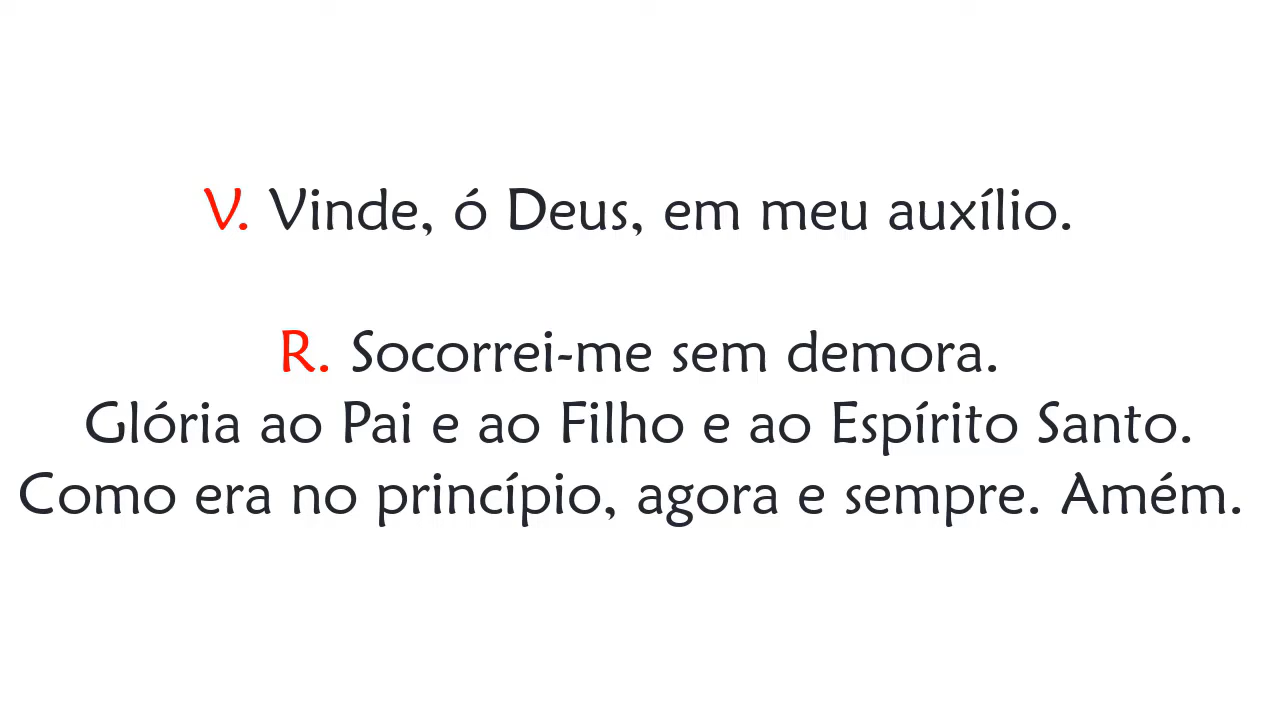 V. Vinde, ó Deus, em meu auxílio.
R. Socorrei-me sem demora.
Glória ao Pai e ao Filho e ao Espírito Santo.
Como era no princípio, agora e sempre. Amém.